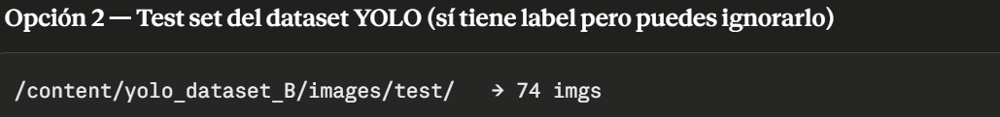 Opción 2 — Test set del dataset YOLO (sí tiene label pero puedes ignorarlo)
/content/yolo_dataset_B/images/test/   → 74 imgs